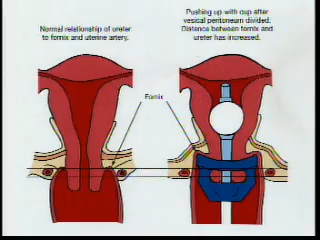 Normal relationship of ureter
to fornix and uterine artery.
Pushing up with cup after
vesical peritoneum divided.
Distance between fornix and
ureter has increased.
Fornix